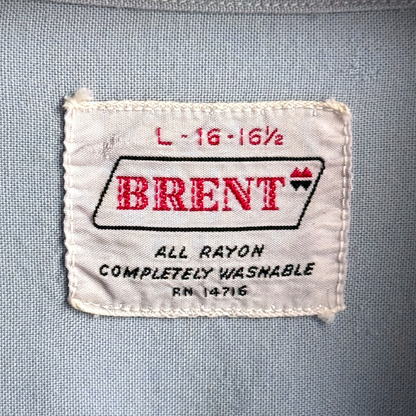 L - 16 - 16½
BRENT
ALL RAYON
COMPLETELY WASHABLE
RN 14716